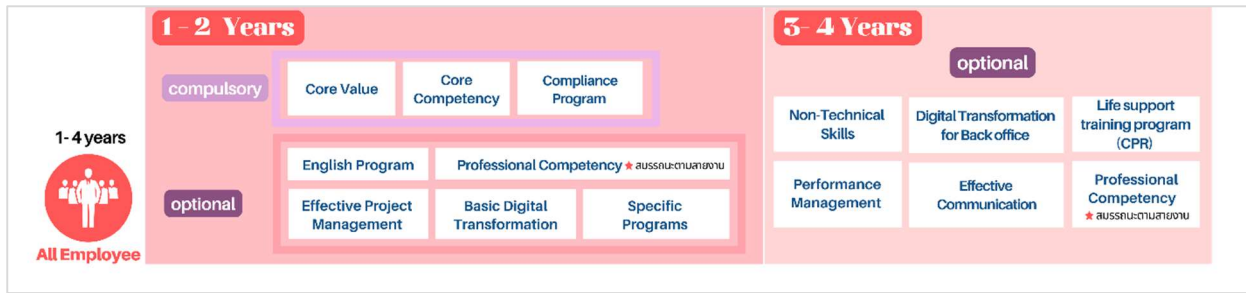 1 - 2 Years
3- 4 Years
optional
compulsory
Core Value
Core
Competency
Compliance
Program
Non-Technical
Skills
Digital Transformation
for Back office
Life support
training program
(CPR)
1- 4 years
English Program
Professional Competency ★ สมรรถนะตามสายงาน
Performance
Management
Effective
Communication
Professional
Competency
★ สมรรถนะตามสายงาน
optional
Effective Project
Management
Basic Digital
Transformation
Specific
Programs
All Employee